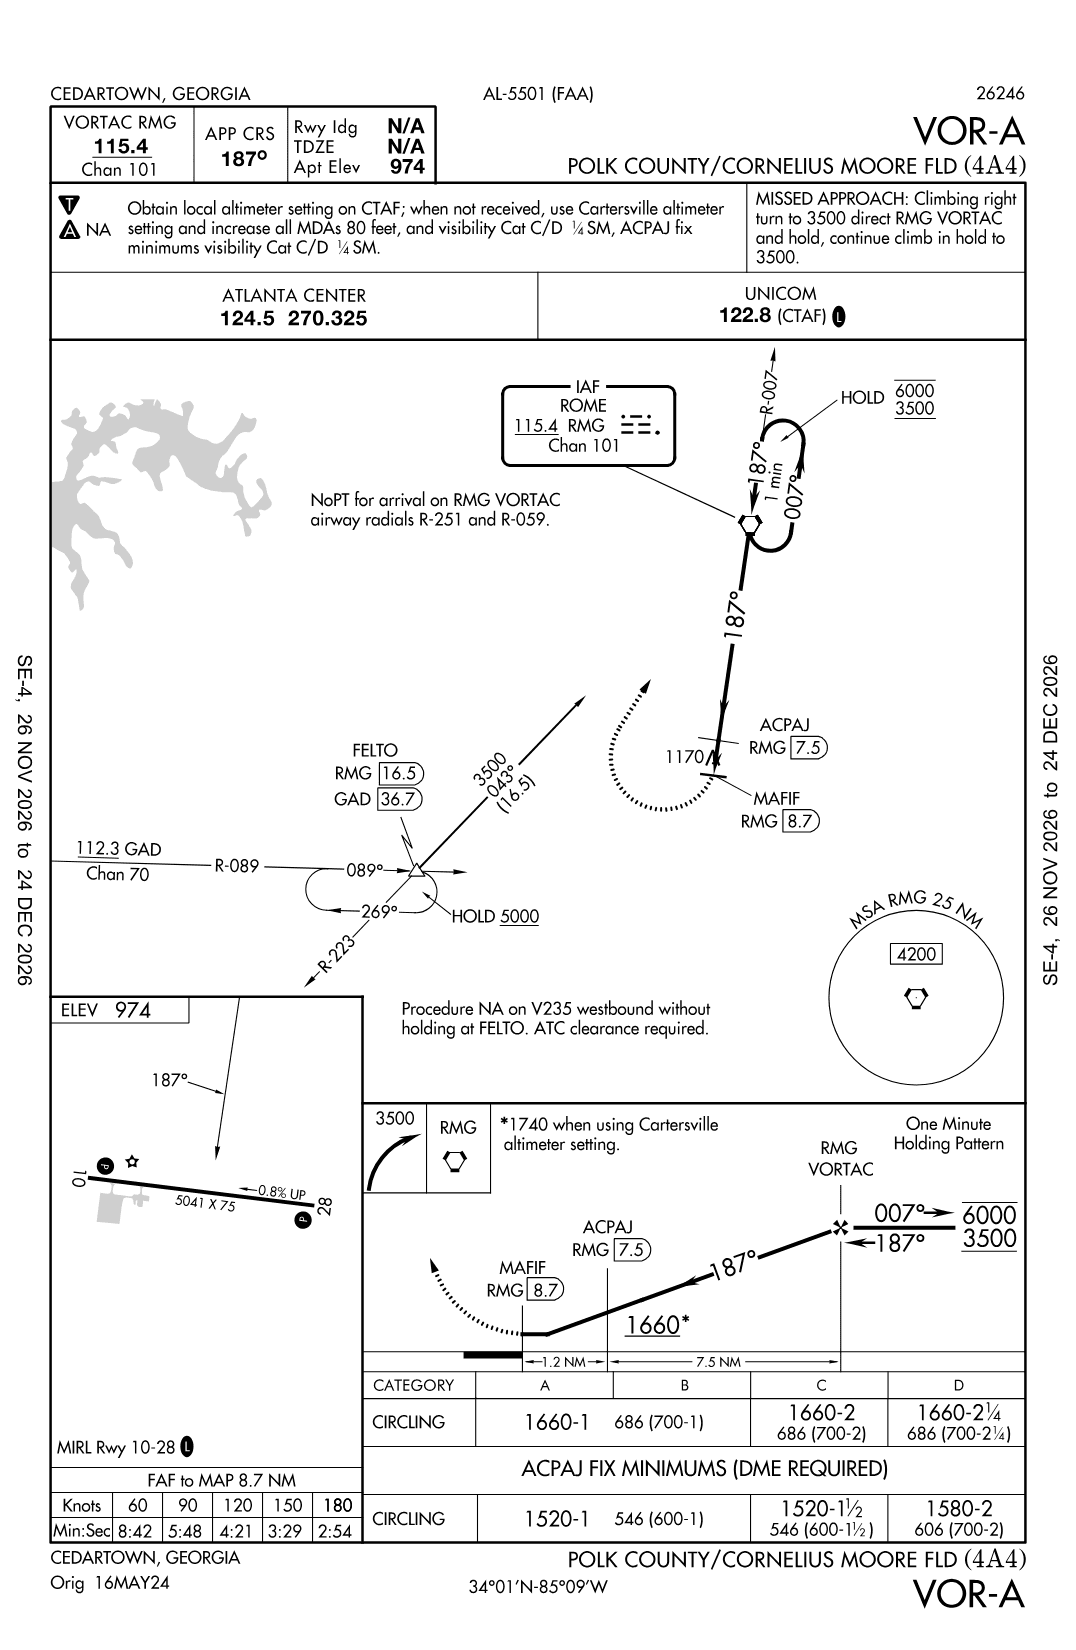 CEDARTOWN, GEORGIA
AL-5501 (FAA)
26246
VOR-A
POLK COUNTY/CORNELIUS MOORE FLD (4A4)
VORTAC RMG
115.4
Chan 101
APP CRS
187°
Rwy Idg N/A
TDZE N/A
Apt Elev 974
T
A NA
Obtain local altimeter setting on CTAF; when not received, use Cartersville altimeter
setting and increase all MDAs 80 feet, and visibility Cat C/D ¼ SM, ACPAJ fix
minimums visibility Cat C/D ¼ SM.
MISSED APPROACH: Climbing right
turn to 3500 direct RMG VORTAC
and hold, continue climb in hold to
3500.
ATLANTA CENTER
124.5 270.325
UNICOM
122.8 (CTAF) L
IAF
ROME
115.4 RMG
Chan 101
R-007
HOLD 6000
3500
187°
1 min
007°
NoPT for arrival on RMG VORTAC
airway radials R-251 and R-059.
187°
ACPAJ
RMG 7.5
1170
MAFIF
RMG 8.7
FELTO
RMG 16.5
GAD 36.7
3500
043°
(16.5)
112.3 GAD
Chan 70
R-089
089°
269°
HOLD 5000
R-223
MSA RMG 25 NM
4200
Procedure NA on V235 westbound without
holding at FELTO. ATC clearance required.
SE-4, 26 NOV 2026 to 24 DEC 2026
SE-4, 26 NOV 2026 to 24 DEC 2026
ELEV 974
187°
10
P
0.8% UP
5041 X 75
28
P
MIRL Rwy 10-28 L
FAF to MAP 8.7 NM
Knots 60 90 120 150 180
Min:Sec 8:42 5:48 4:21 3:29 2:54
3500
RMG
*1740 when using Cartersville
altimeter setting.
RMG
VORTAC
One Minute
Holding Pattern
007°
187°
6000
3500
ACPAJ
RMG 7.5
MAFIF
RMG 8.7
187°
1660*
1.2 NM
7.5 NM
CATEGORY A B C D
CIRCLING 1660-1 686 (700-1) 1660-2 1660-2¼
686 (700-2) 686 (700-2¼)
ACPAJ FIX MINIMUMS (DME REQUIRED)
CIRCLING 1520-1 546 (600-1) 1520-1½ 1580-2
546 (600-1½) 606 (700-2)
CEDARTOWN, GEORGIA
Orig 16MAY24
34°01'N-85°09'W
POLK COUNTY/CORNELIUS MOORE FLD (4A4)
VOR-A